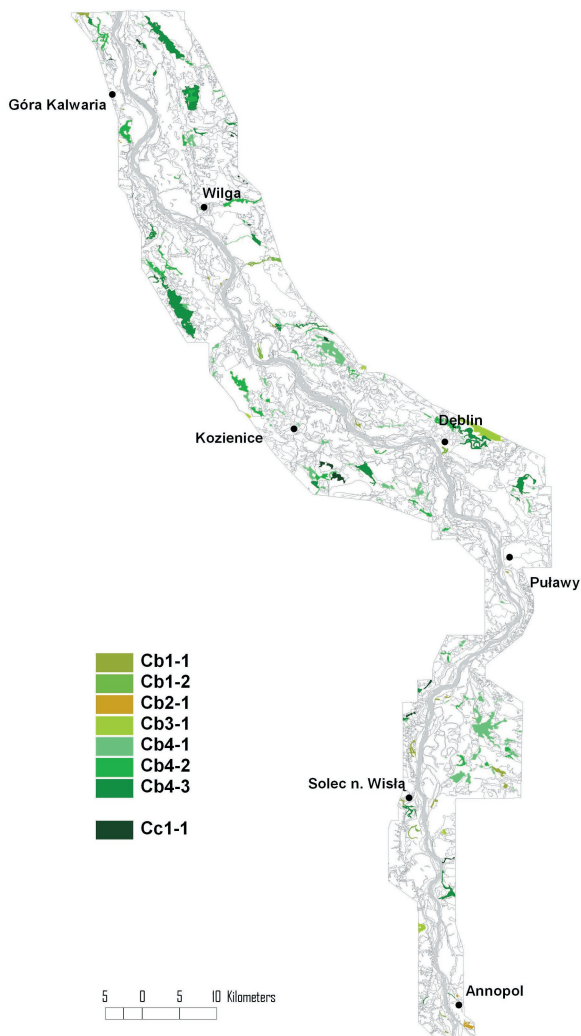 Góra Kalwaria
Wilga
Dęblin
Kozienice
Puławy
Cb1-1
Cb1-2
Cb2-1
Cb3-1
Cb4-1
Cb4-2
Cb4-3
Cc1-1
Solec n. Wisłą
Annopol
5 0 5 10 Kilometers